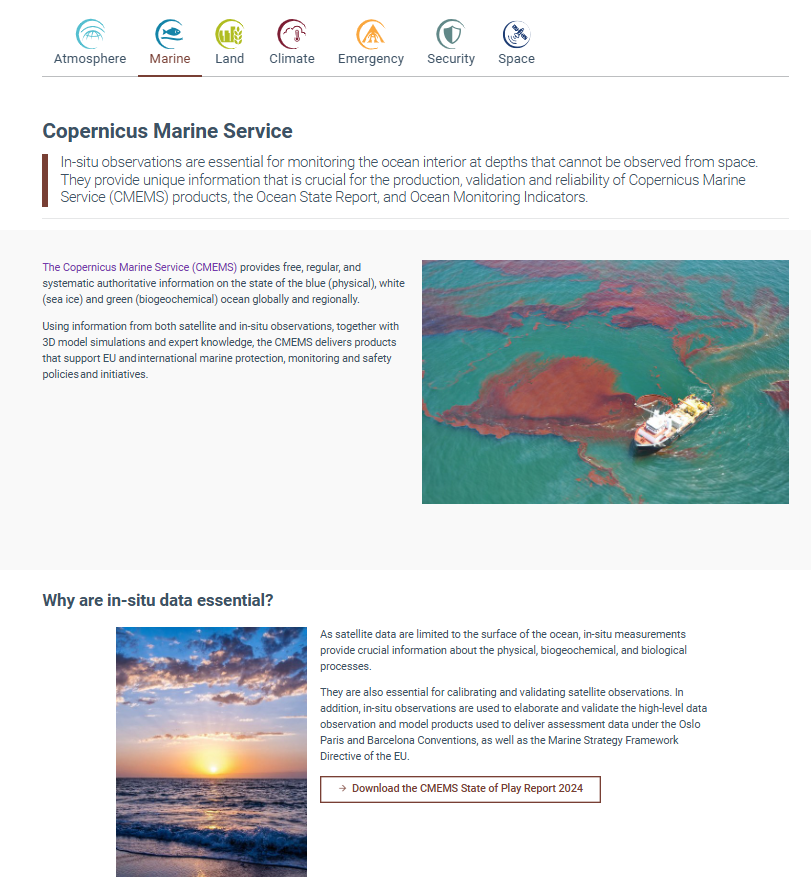 Atmosphere Marine Land Climate Emergency Security Space
Copernicus Marine Service
In-situ observations are essential for monitoring the ocean interior at depths that cannot be observed from space.
They provide unique information that is crucial for the production, validation and reliability of Copernicus Marine
Service (CMEMS) products, the Ocean State Report, and Ocean Monitoring Indicators.
The Copernicus Marine Service (CMEMS) provides free, regular, and
systematic authoritative information on the state of the blue (physical), white
(sea ice) and green (biogeochemical) ocean globally and regionally.
Using information from both satellite and in-situ observations, together with
3D model simulations and expert knowledge, the CMEMS delivers products
that support EU and international marine protection, monitoring and safety
policies and initiatives.
Why are in-situ data essential?
As satellite data are limited to the surface of the ocean, in-situ measurements
provide crucial information about the physical, biogeochemical, and biological
processes.
They are also essential for calibrating and validating satellite observations. In
addition, in-situ observations are used to elaborate and validate the high-level data
observation and model products used to deliver assessment data under the Oslo
Paris and Barcelona Conventions, as well as the Marine Strategy Framework
Directive of the EU.
→ Download the CMEMS State of Play Report 2024